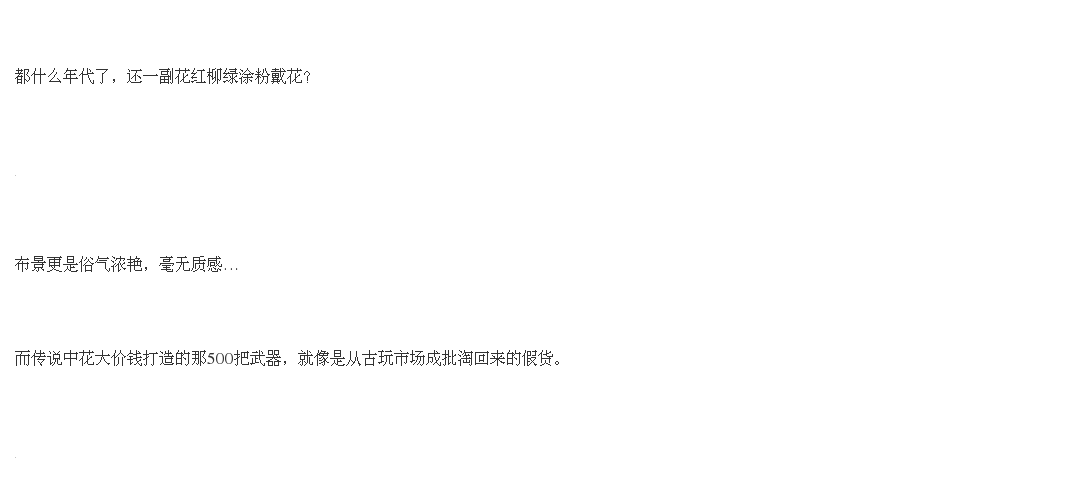 都什么年代了，还一副花红柳绿涂粉戴花?
布景更是俗气浓艳，毫无质感…
而传说中花大价钱打造的那500把武器，就像是从古玩市场成批淘回来的假货。